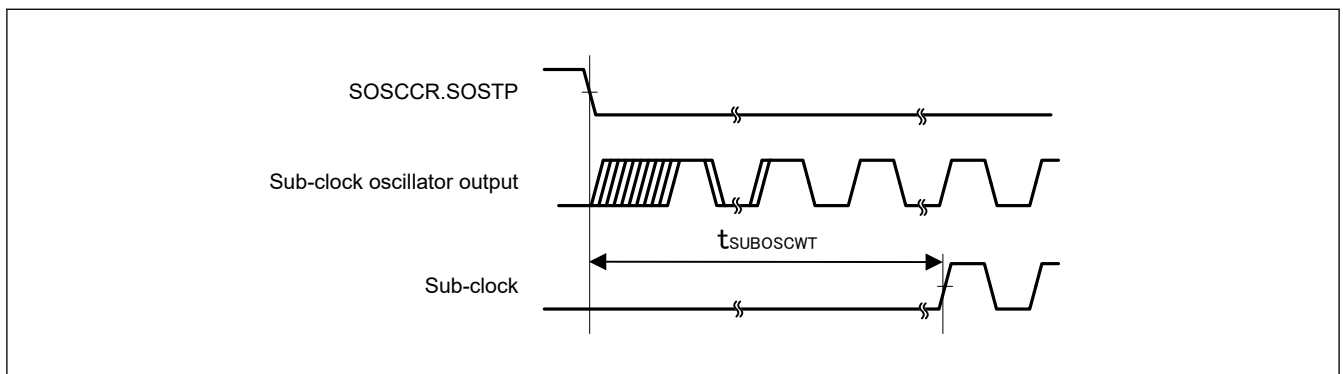 SOSCCR.SOSTP
Sub-clock oscillator output
tSUBOSCWT
Sub-clock